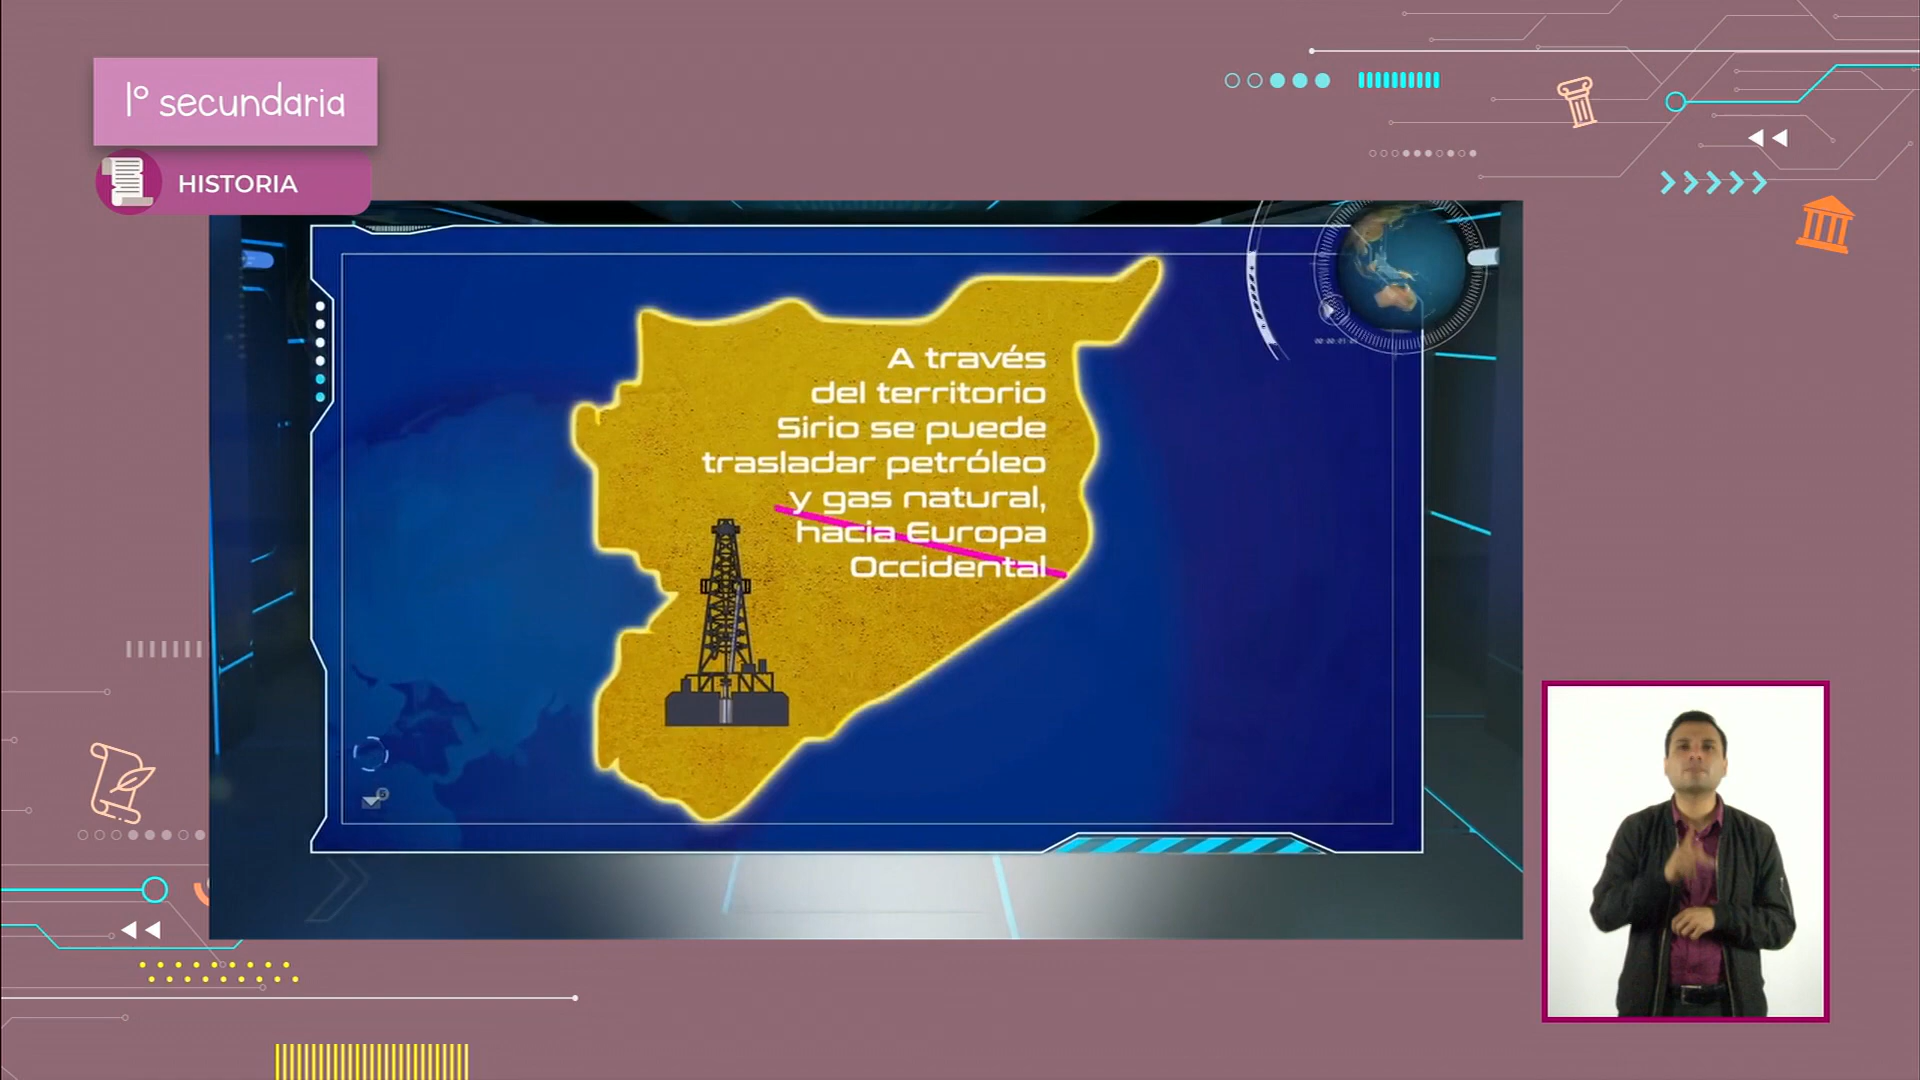 1° secundaria
HISTORIA
A través
del territorio
Sirio se puede
trasladar petróleo
y gas natural,
hacia Europa
Occidental